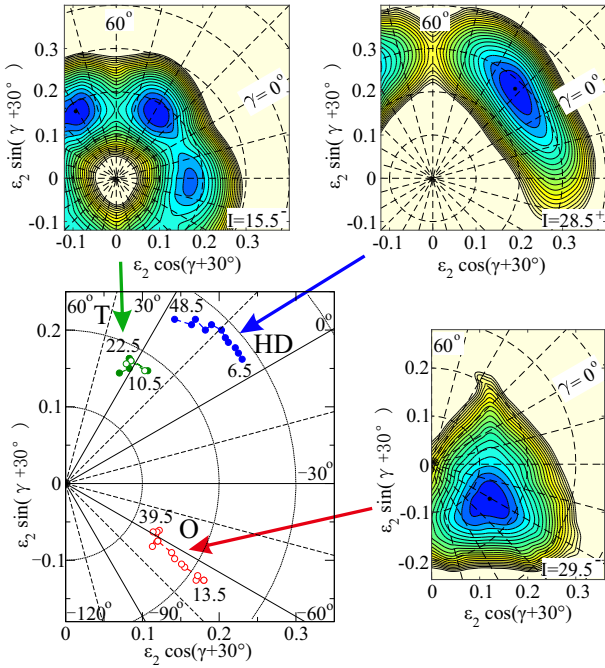 60°
0.3
0.2
0.1
0
-0.1
ε₂ sin( γ +30°)
γ = 0°
I=15.5⁻
-0.1 0 0.1 0.2 0.3
ε₂ cos(γ+30°)
60°
0.3
0.2
0.1
0
-0.1
ε₂ sin( γ +30°)
γ = 0°
I=28.5⁺
-0.1 0 0.1 0.2 0.3
ε₂ cos(γ+30°)
60° 30° 48.5 0°
T
HD
0.2
22.5
10.5
6.5
0.1
0
−30°
39.5 O
−0.1
13.5
−120° −90° −60°
0 0.1 0.2 0.3
ε₂ sin( γ +30°)
ε₂ cos(γ+30°)
60°
0.2
0.1
0
-0.1
-0.2
ε₂ sin( γ +30°)
γ = 0°
I=29.5⁻
0 0.1 0.2 0.3
ε₂ cos(γ+30°)